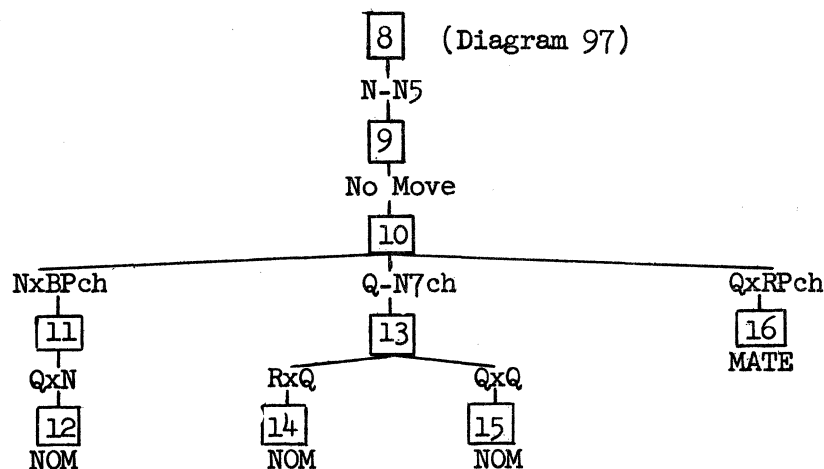 8 (Diagram 97)
N-N5
9
No Move
10
NxBPch Q-N7ch QxRPch
11 13 16
MATE
QxN RxQ QxQ
12 14 15
NOM NOM NOM